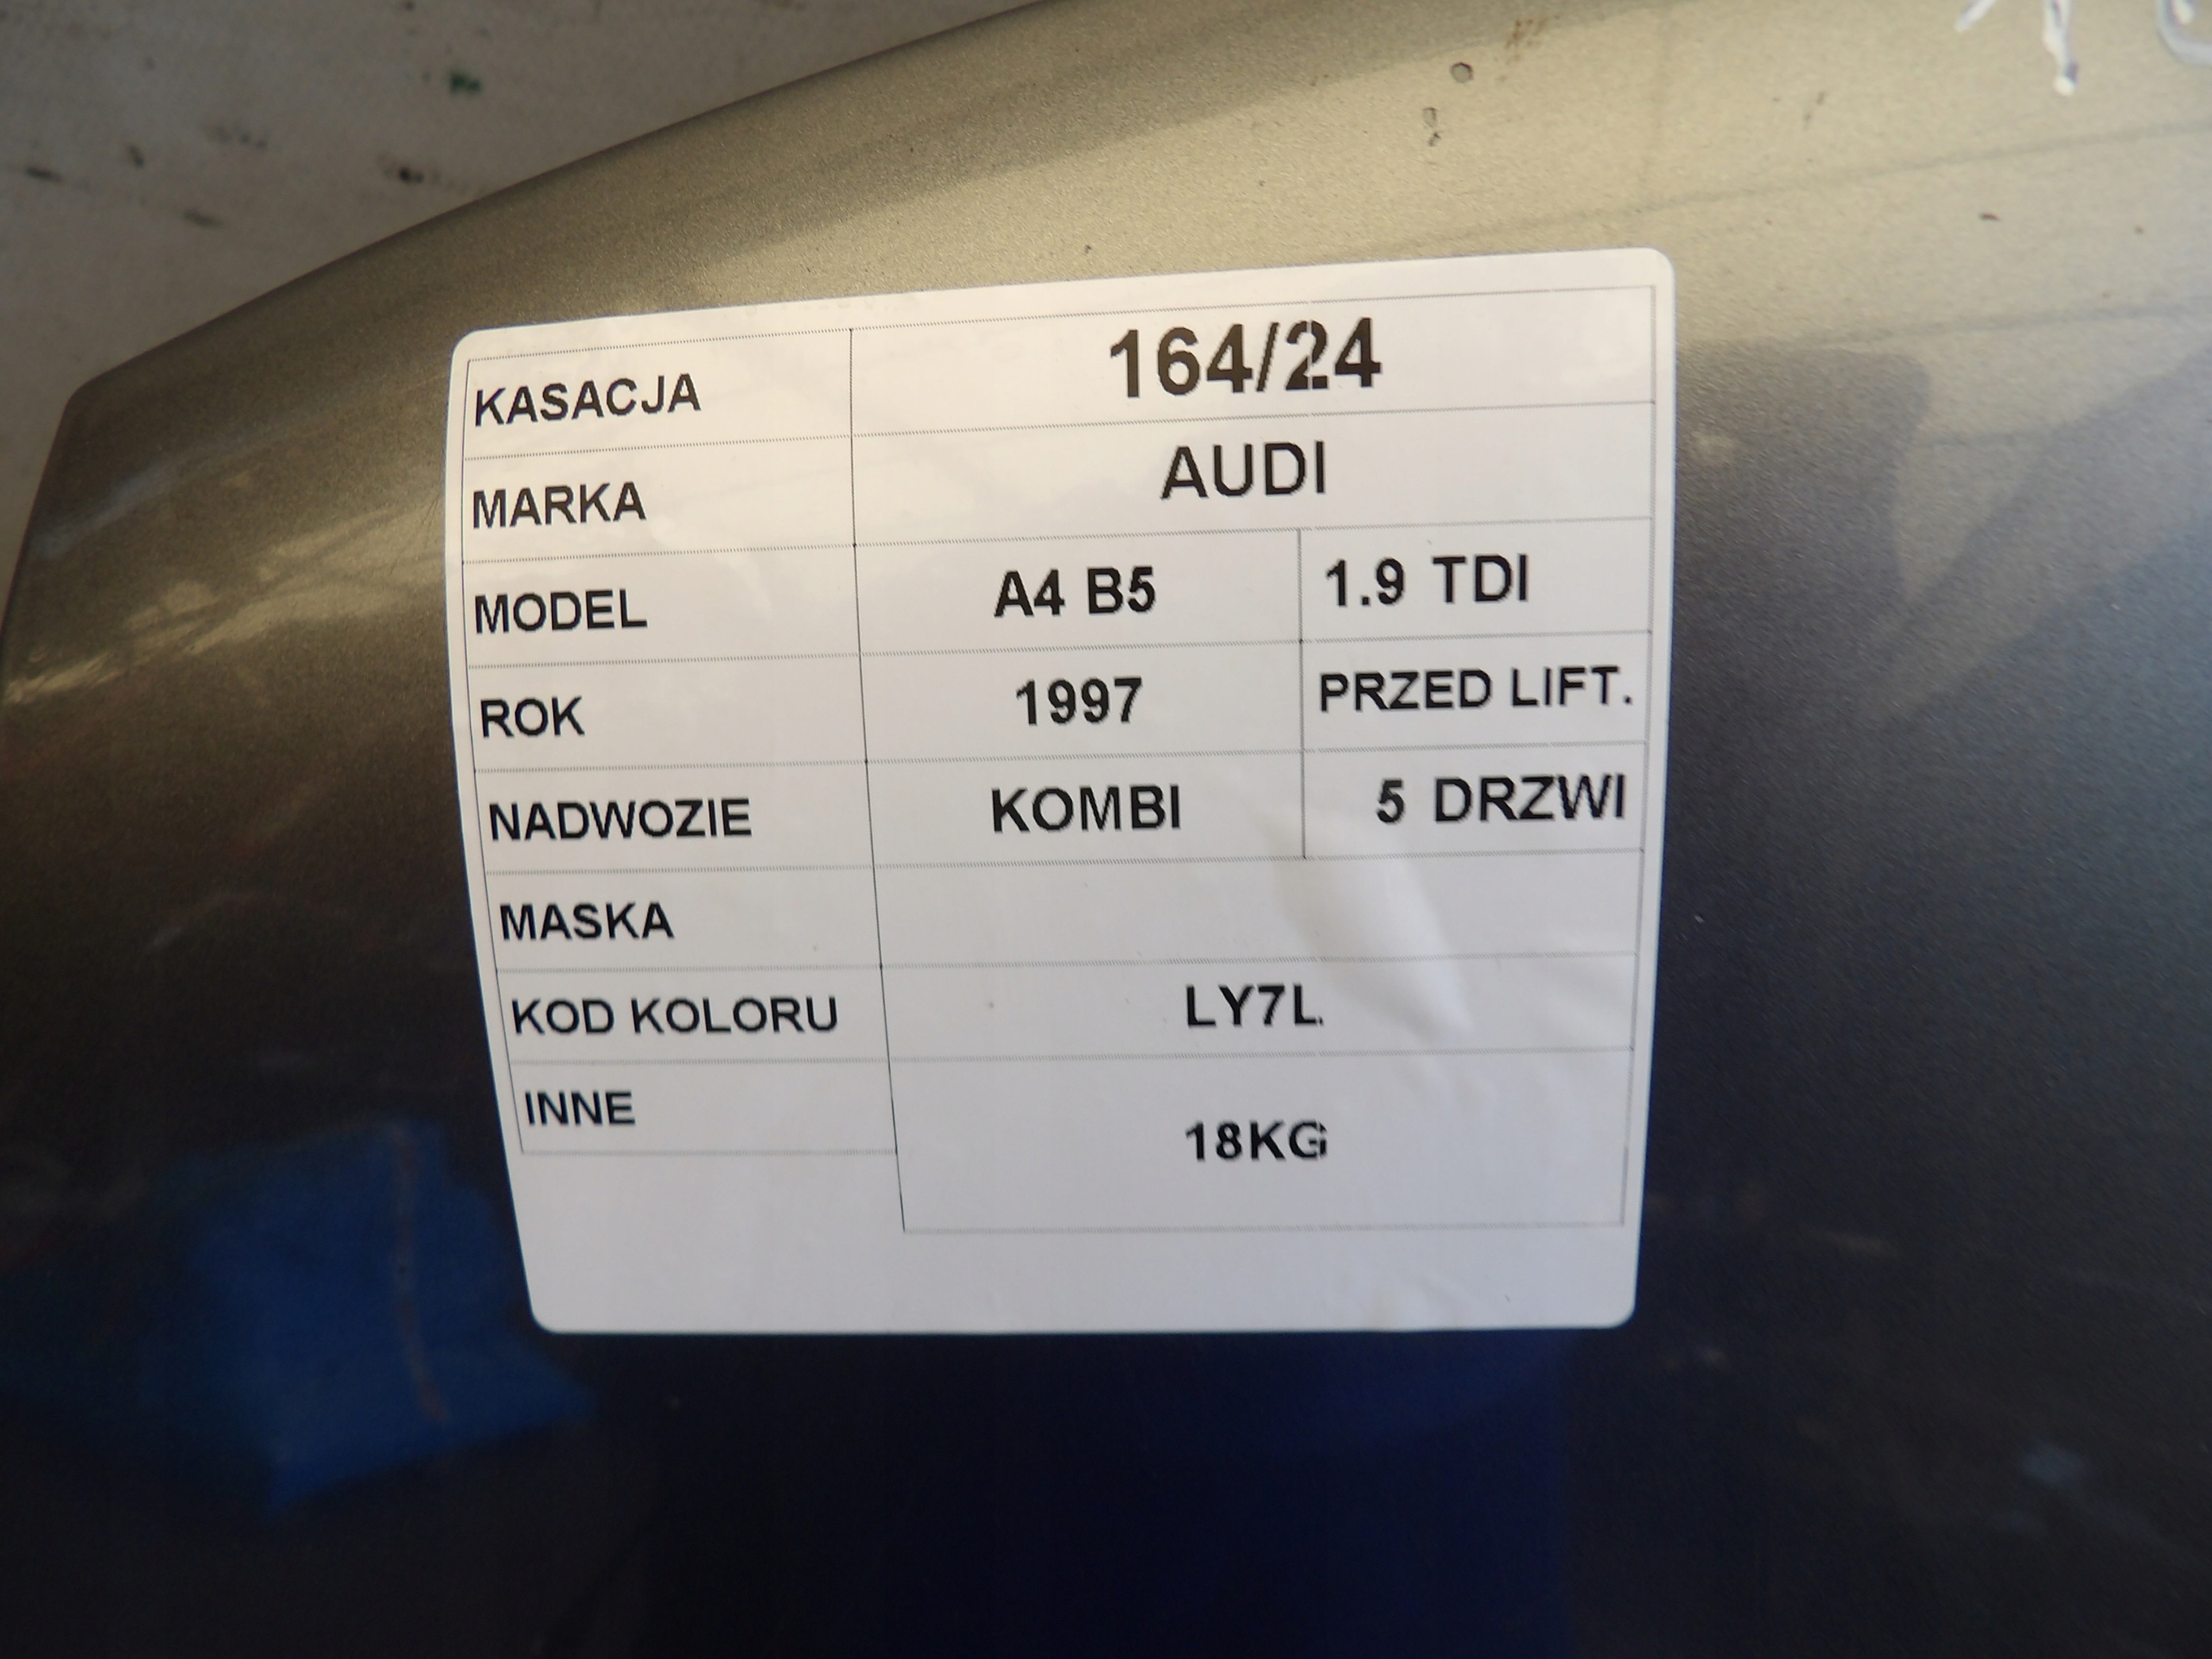 KASACJA 164/24
MARKA AUDI
MODEL A4 B5 1.9 TDI
ROK 1997 PRZED LIFT.
NADWOZIE KOMBI 5 DRZWI
MASKA
KOD KOLORU LY7L
INNE 18KG